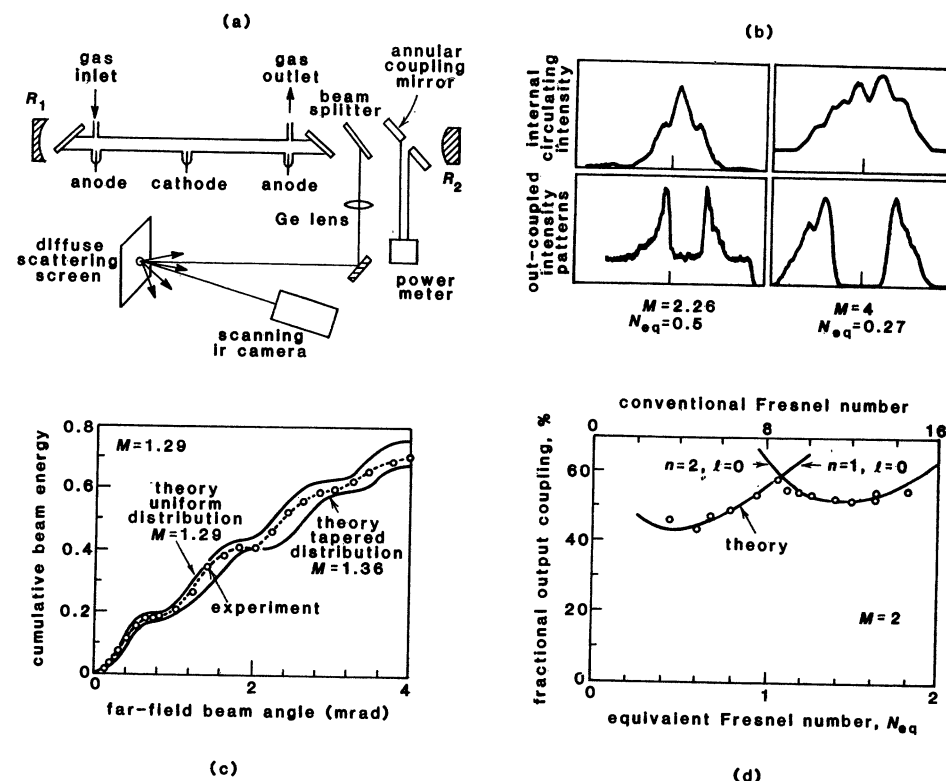 (a)
gas
inlet
gas
outlet
annular
coupling
mirror
beam
splitter
R1
R2
anode
cathode
anode
Ge lens
diffuse
scattering
screen
power
meter
scanning
ir camera
(b)
internal
circulating
intensity
out-coupled
intensity
patterns
M=2.26
Neq=0.5
M=4
Neq=0.27
0.8
0.6
0.4
0.2
0
0
2
4
M=1.29
theory
uniform
distribution
M=1.29
theory
tapered
distribution
M=1.36
experiment
cumulative beam energy
far-field beam angle (mrad)
(c)
conventional Fresnel number
0
8
16
60
40
20
0
0
1
2
n=2, ℓ=0
n=1, ℓ=0
theory
M=2
fractional output coupling, %
equivalent Fresnel number, Neq
(d)